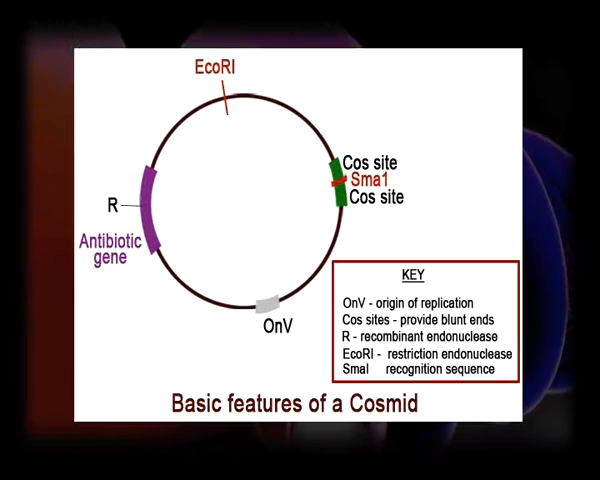 EcoRI
Cos site
Sma1
Cos site
R
Antibiotic
gene
OnV
KEY
OnV - origin of replication
Cos sites - provide blunt ends
R - recombinant endonuclease
EcoRI - restriction endonuclease
SmaI recognition sequence
Basic features of a Cosmid